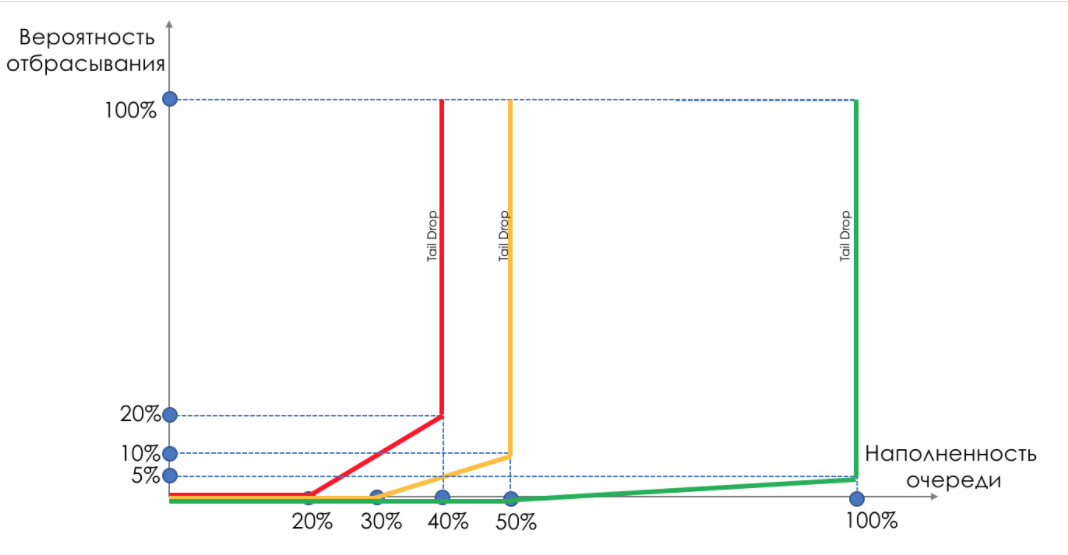 Вероятность
отбрасывания
100%
Tail Drop
Tail Drop
Tail Drop
20%
10%
5%
Наполненность
очереди
20%
30%
40%
50%
100%